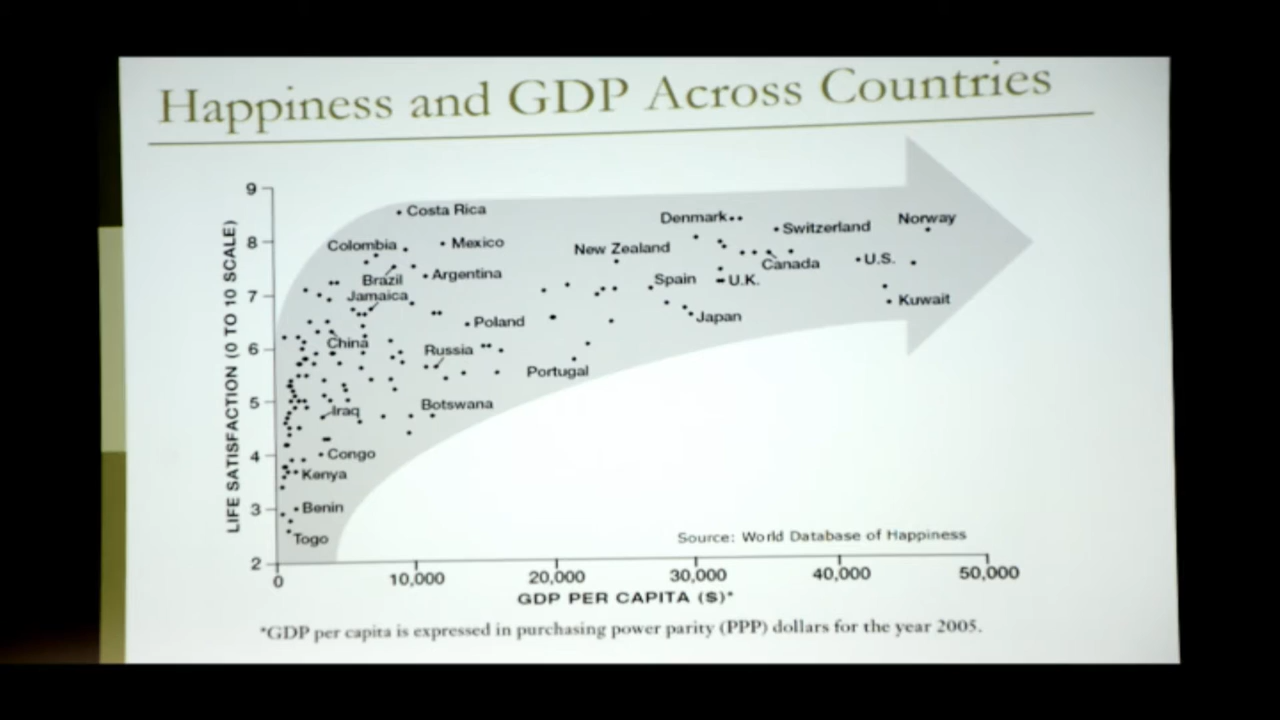 Happiness and GDP Across Countries
LIFE SATISFACTION (0 TO 10 SCALE)
9
8
7
6
5
4
3
2
Costa Rica
Denmark
Switzerland
Norway
Colombia
Mexico
New Zealand
Canada
U.S.
Brazil
Argentina
Spain
U.K.
Jamaica
Kuwait
Poland
Japan
China
Russia
Portugal
Iraq
Botswana
Congo
Kenya
Benin
Togo
Source: World Database of Happiness
0
10,000
20,000
30,000
40,000
50,000
GDP PER CAPITA ($)*
*GDP per capita is expressed in purchasing power parity (PPP) dollars for the year 2005.